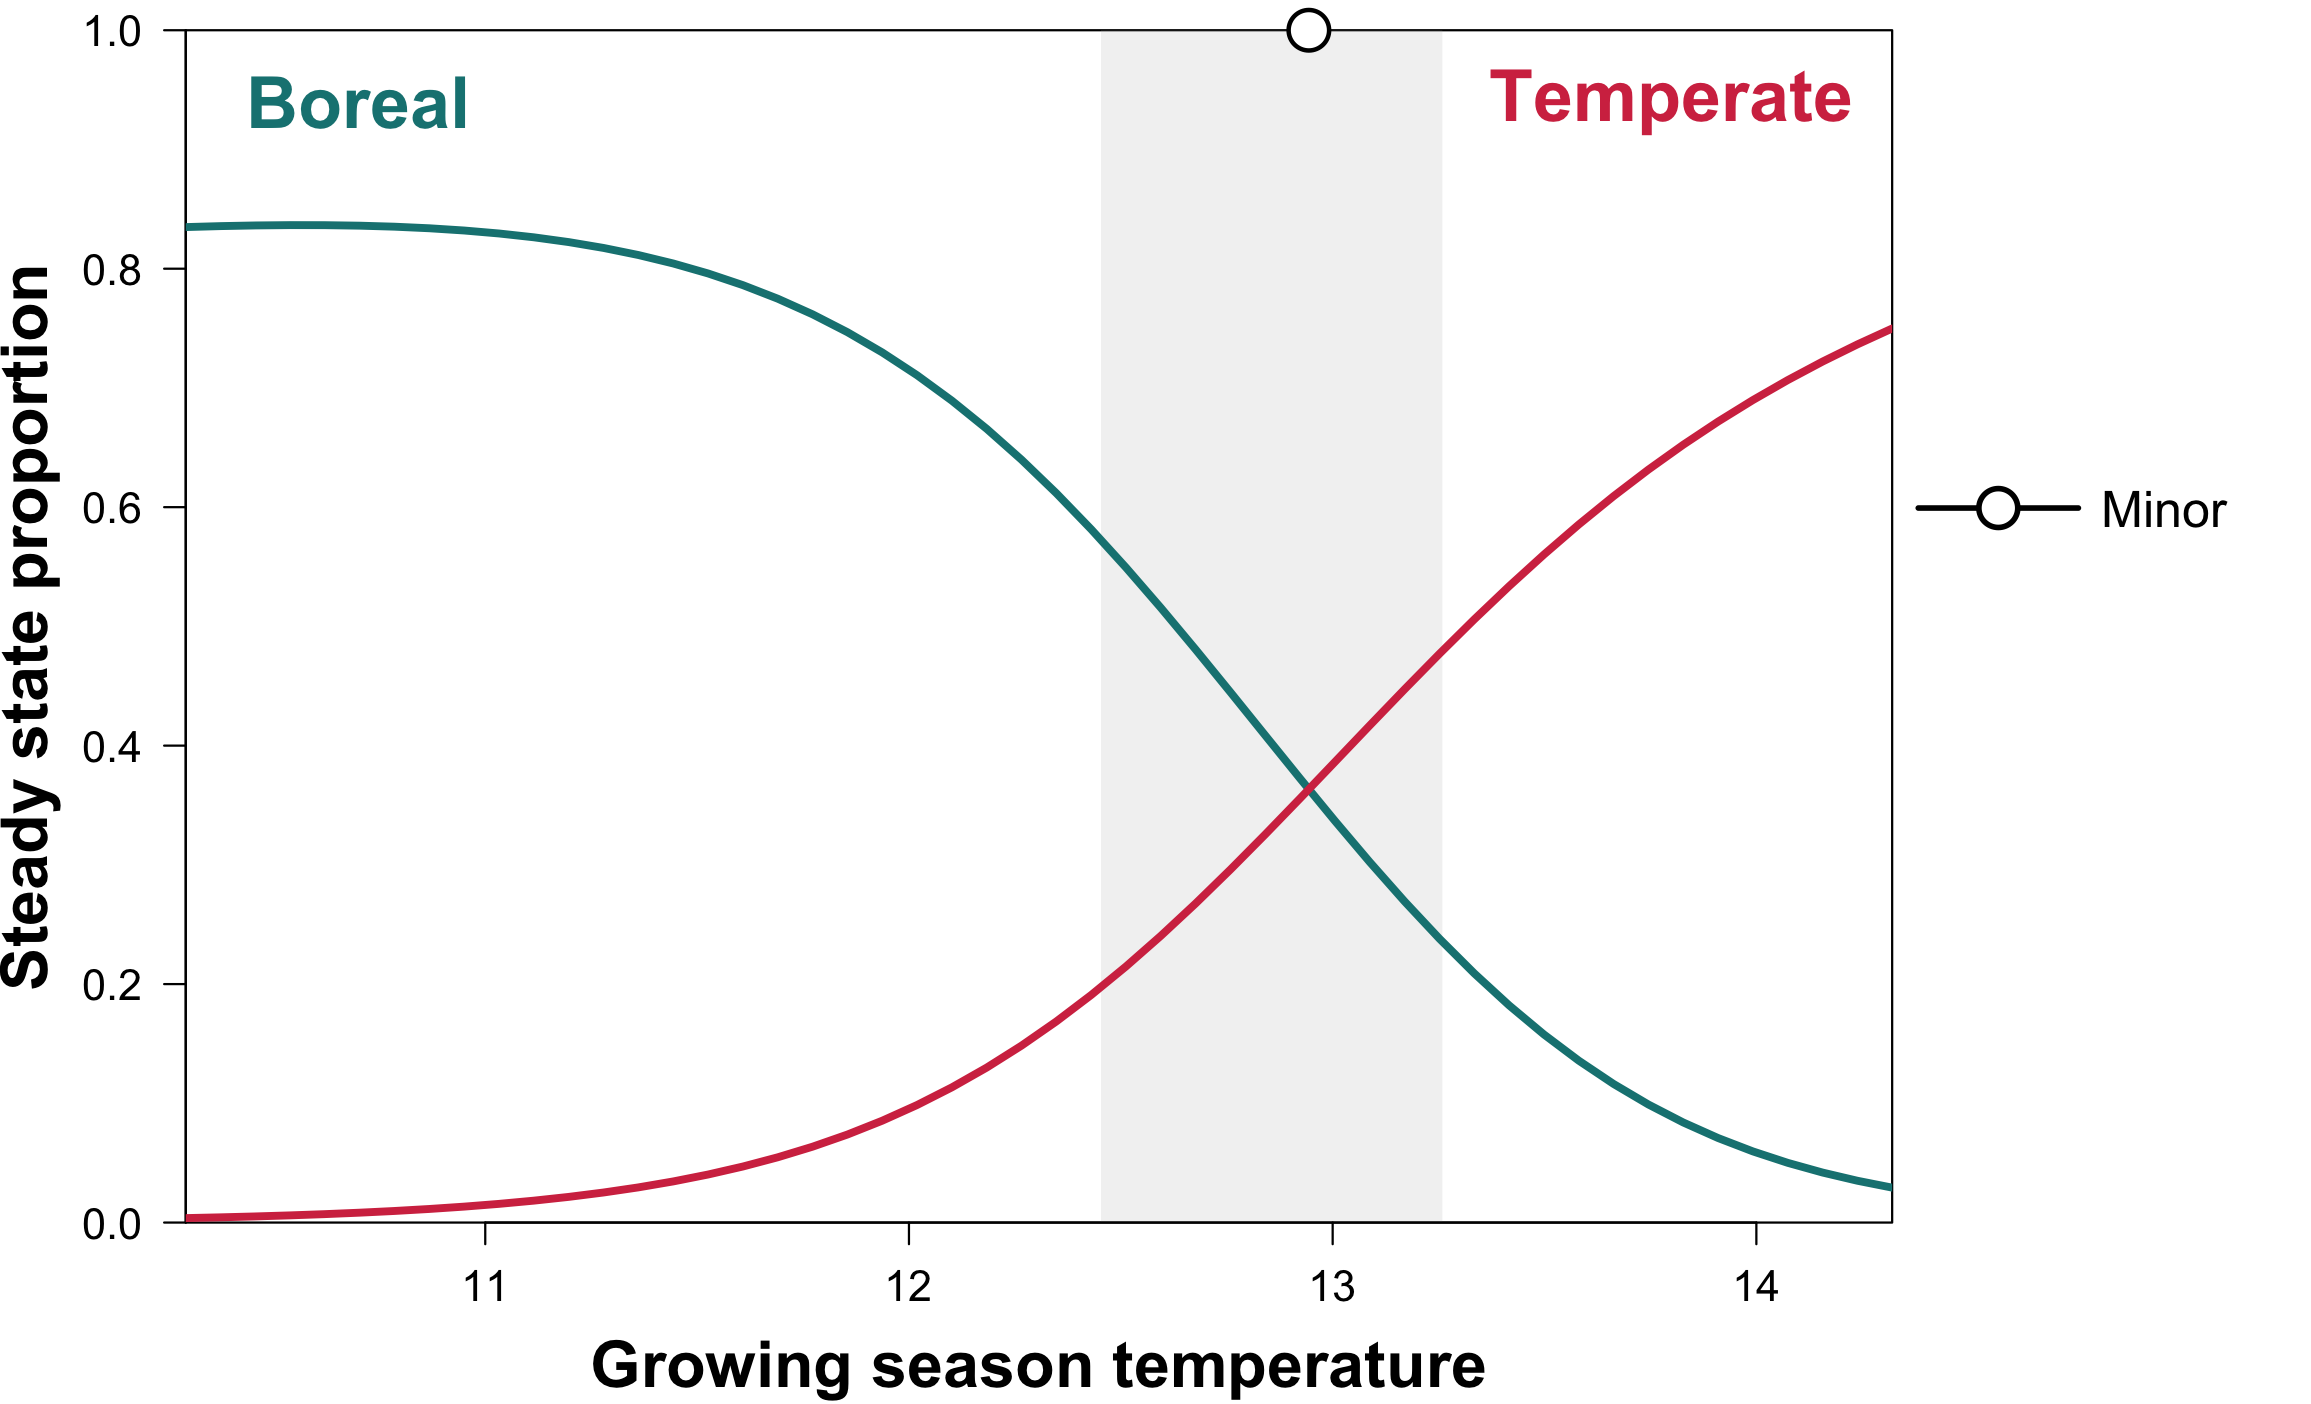 Boreal
Temperate
1.0
0.8
0.6
0.4
0.2
0.0
Steady state proportion
11
12
13
14
Growing season temperature
Minor